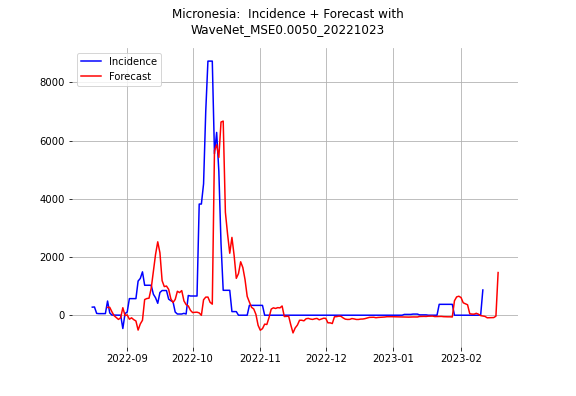 Micronesia:  Incidence + Forecast with
WaveNet_MSE0.0050_20221023
Incidence
Forecast
8000
6000
4000
2000
0
2022-09
2022-10
2022-11
2022-12
2023-01
2023-02